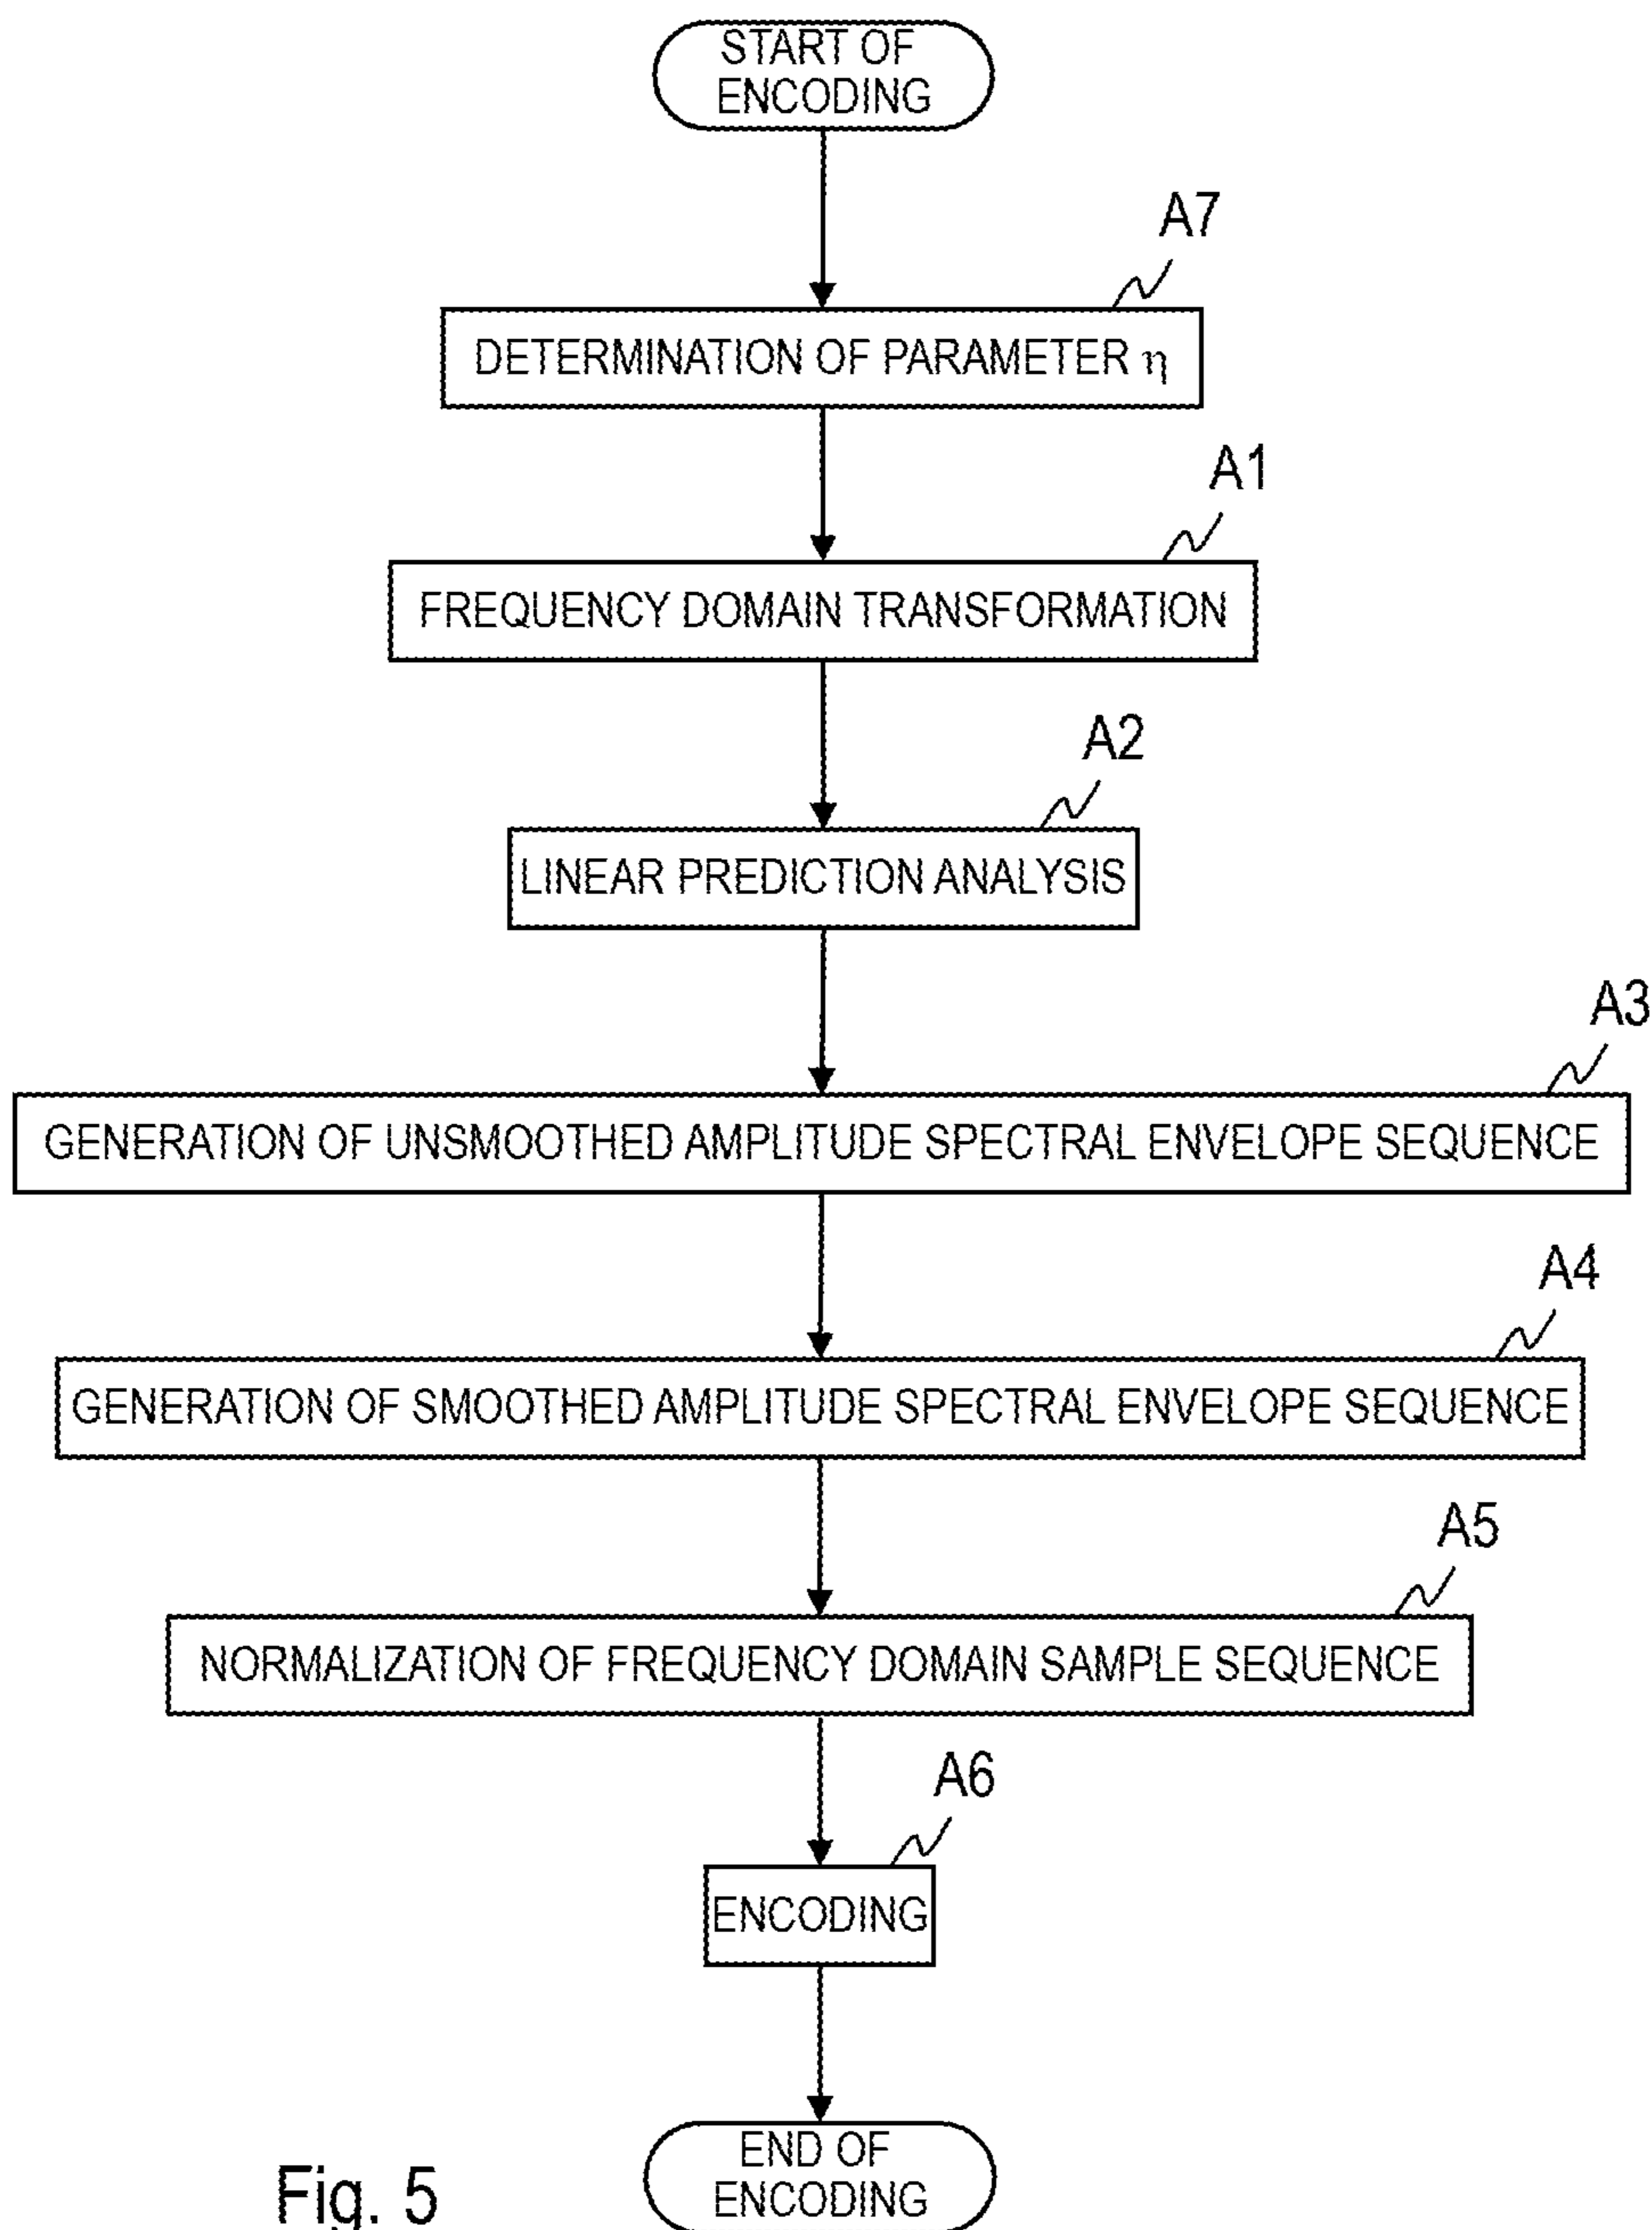 START OF
ENCODING
A7
DETERMINATION OF PARAMETER η
A1
FREQUENCY DOMAIN TRANSFORMATION
A2
LINEAR PREDICTION ANALYSIS
A3
GENERATION OF UNSMOOTHED AMPLITUDE SPECTRAL ENVELOPE SEQUENCE
A4
GENERATION OF SMOOTHED AMPLITUDE SPECTRAL ENVELOPE SEQUENCE
A5
NORMALIZATION OF FREQUENCY DOMAIN SAMPLE SEQUENCE
A6
ENCODING
END OF
ENCODING
Fig. 5